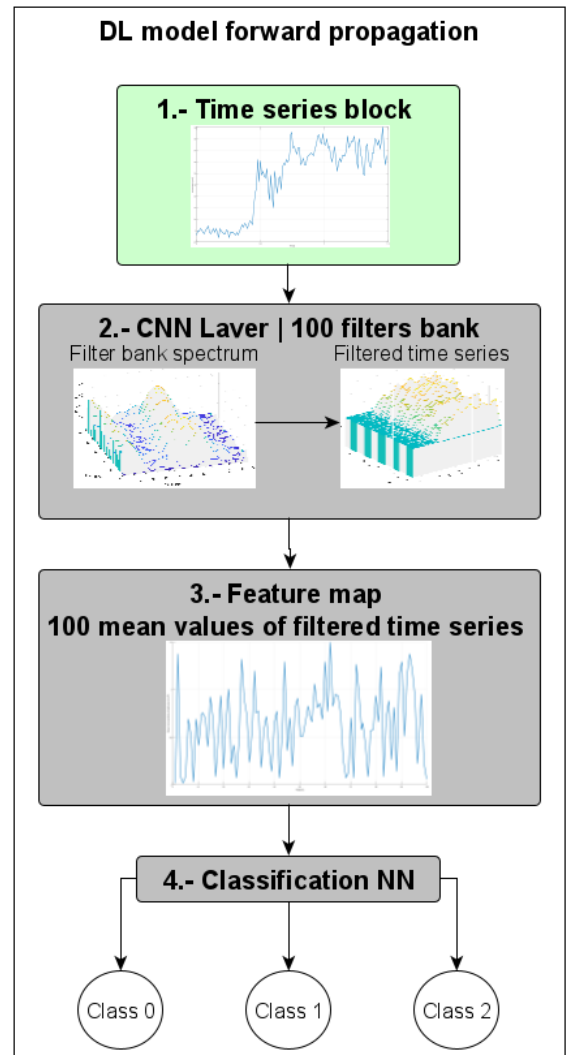 DL model forward propagation
1.- Time series block
2.- CNN Laver | 100 filters bank
Filter bank spectrum
Filtered time series
3.- Feature map
100 mean values of filtered time series
4.- Classification NN
Class 0
Class 1
Class 2